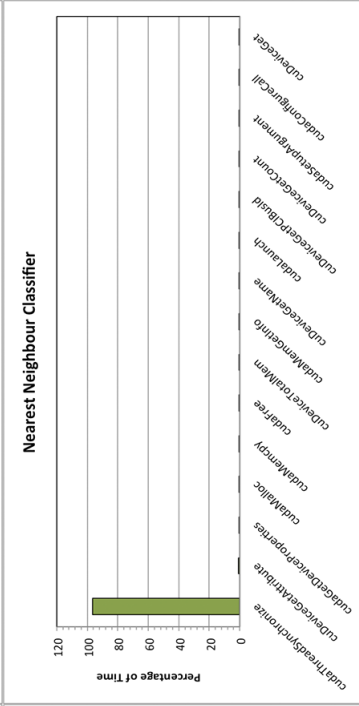 Nearest Neighbour Classifier
Percentage of Time
120
100
80
60
40
20
0
cudaThreadSynchronize
cuDeviceGetAttribute
cudaGetDeviceProperties
cudaMalloc
cudaMemcpy
cudaFree
cuDeviceTotalMem
cudaMemGetInfo
cuDeviceGetName
cudaLaunch
cuDeviceGetPCIBusId
cuDeviceGetCount
cudaSetupArgument
cudaConfigureCall
cuDeviceGet